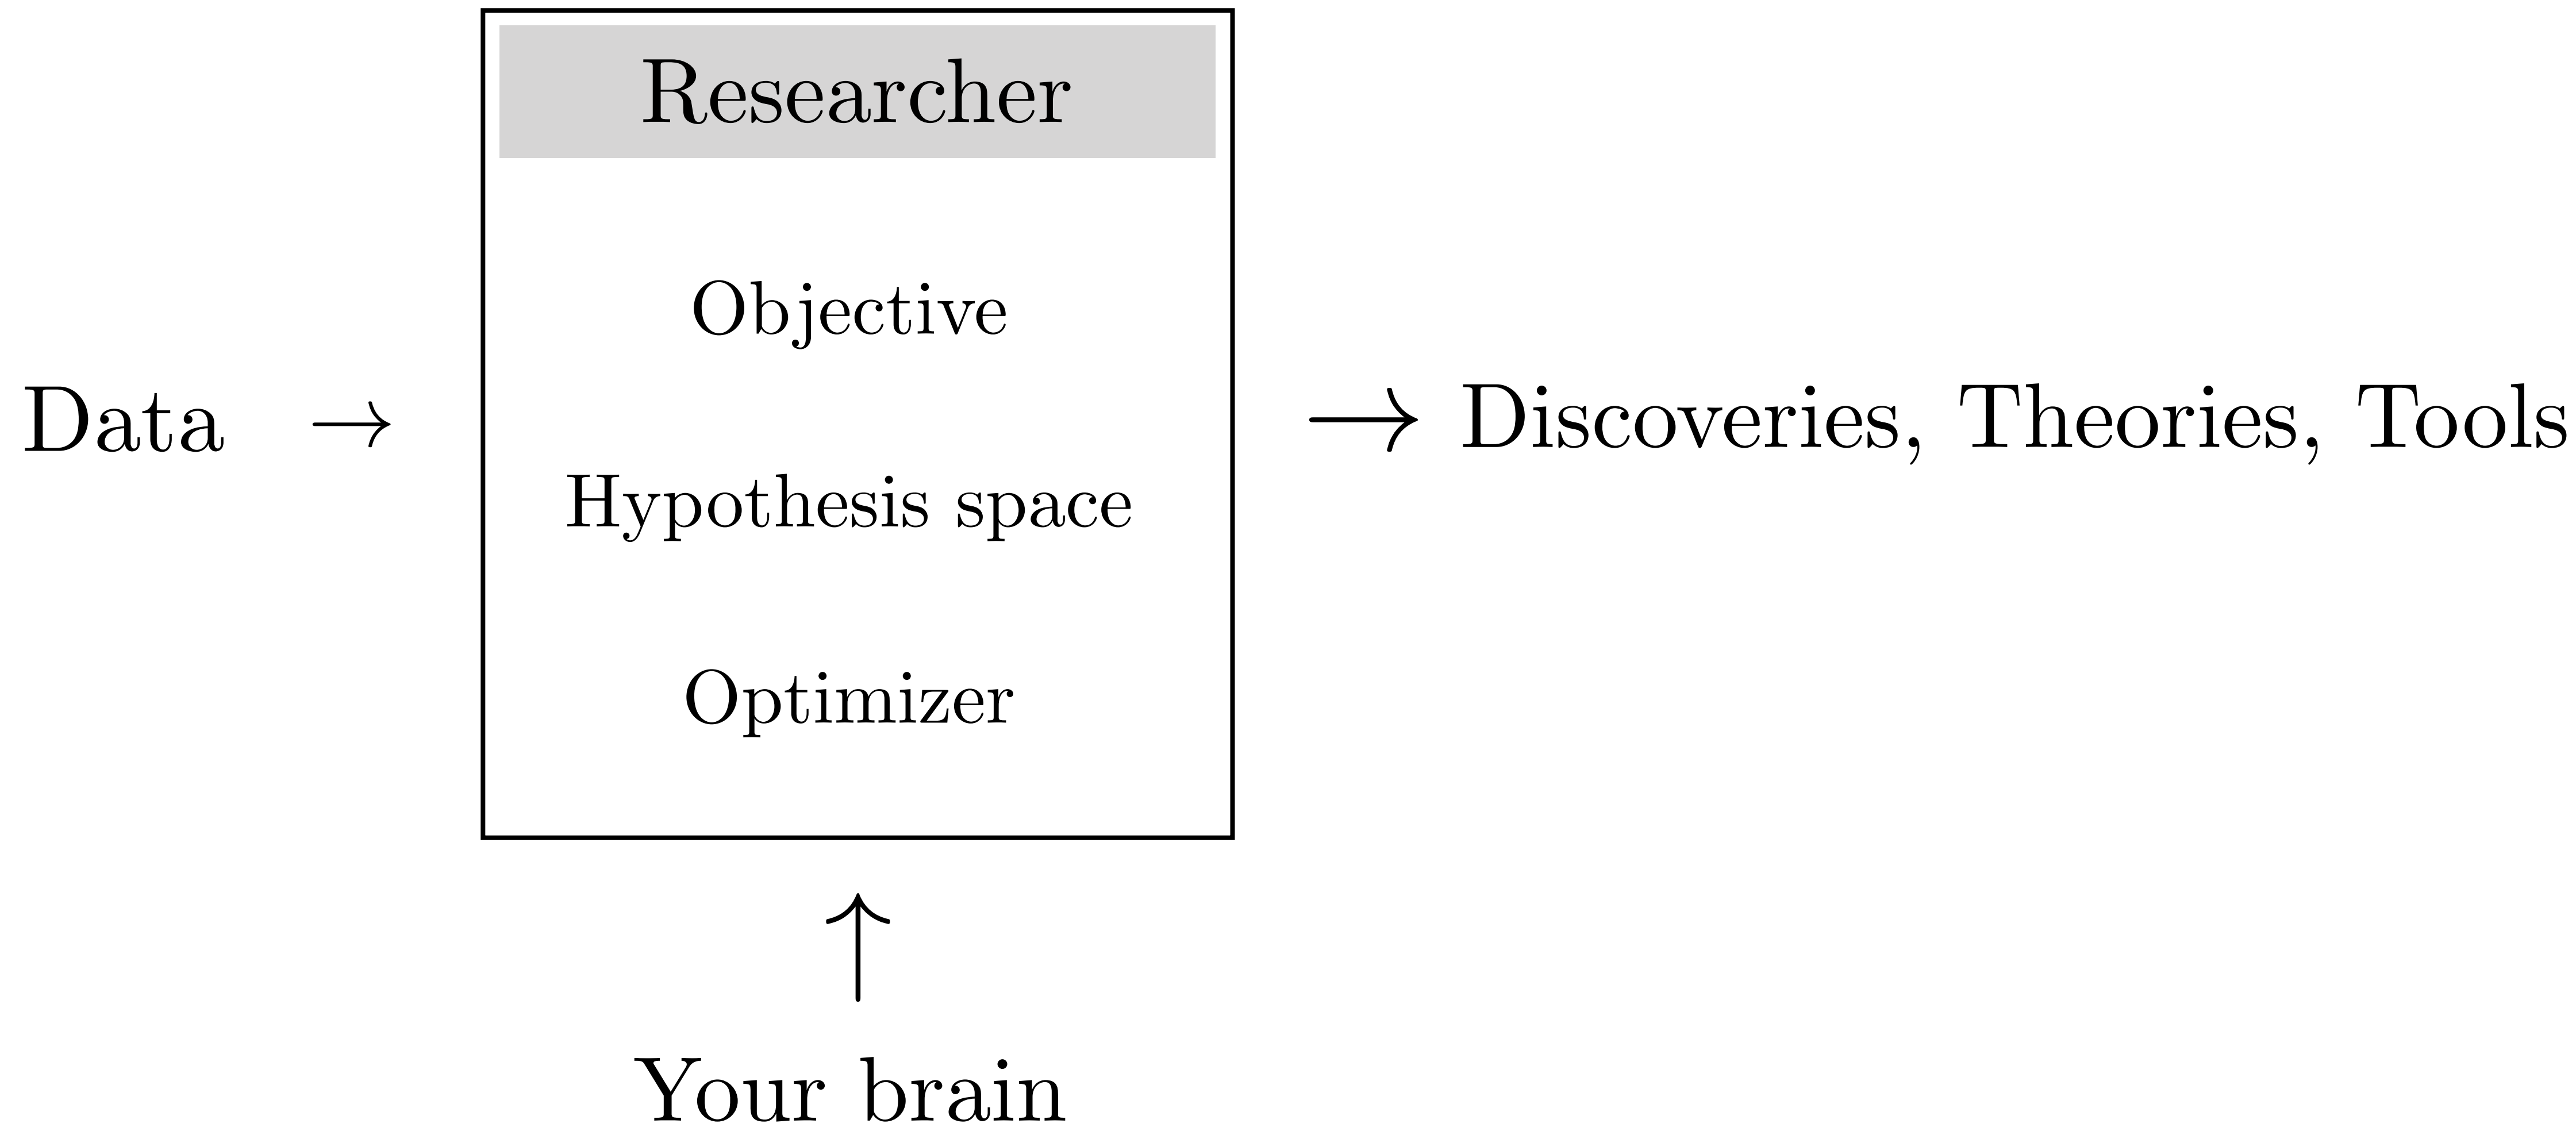 Researcher
Objective
Data → → Discoveries, Theories, Tools
Hypothesis space
Optimizer
↑
Your brain